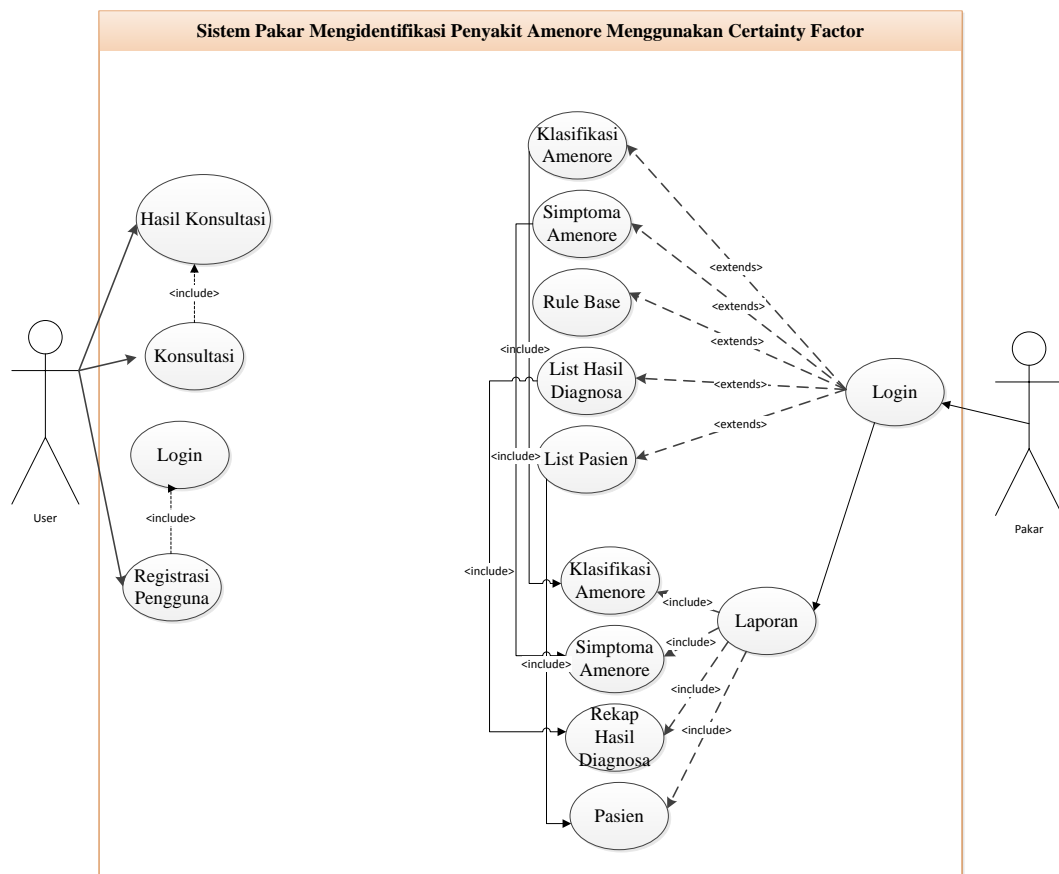 Sistem Pakar Mengidentifikasi Penyakit Amenore Menggunakan Certainty Factor
Klasifikasi
Amenore
Hasil Konsultasi
Simptoma
Amenore
<extends>
<include>
<extends>
Rule Base
<extends>
Konsultasi
<include>
List Hasil
Diagnosa
<extends>
Login
Login
<extends>
<include>
List Pasien
User
<include>
Pakar
Registrasi
Pengguna
<include>
Klasifikasi
Amenore
<include>
Laporan
Simptoma
Amenore
<include>
<include>
<include>
Rekap
Hasil
Diagnosa
<include>
Pasien